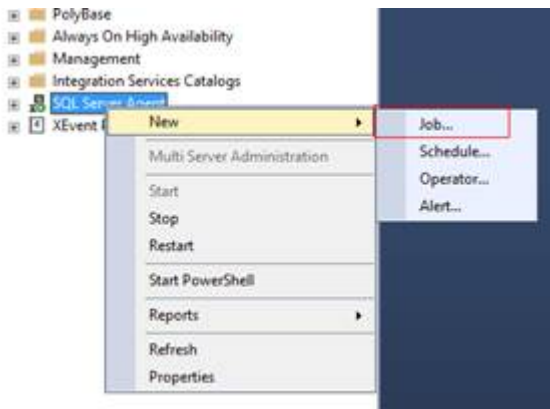 PolyBase
Always On High Availability
Management
Integration Services Catalogs
SQL Server Agent
XEvent
New
Job...
Schedule...
Operator...
Alert...
Multi Server Administration
Start
Stop
Restart
Start PowerShell
Reports
Refresh
Properties